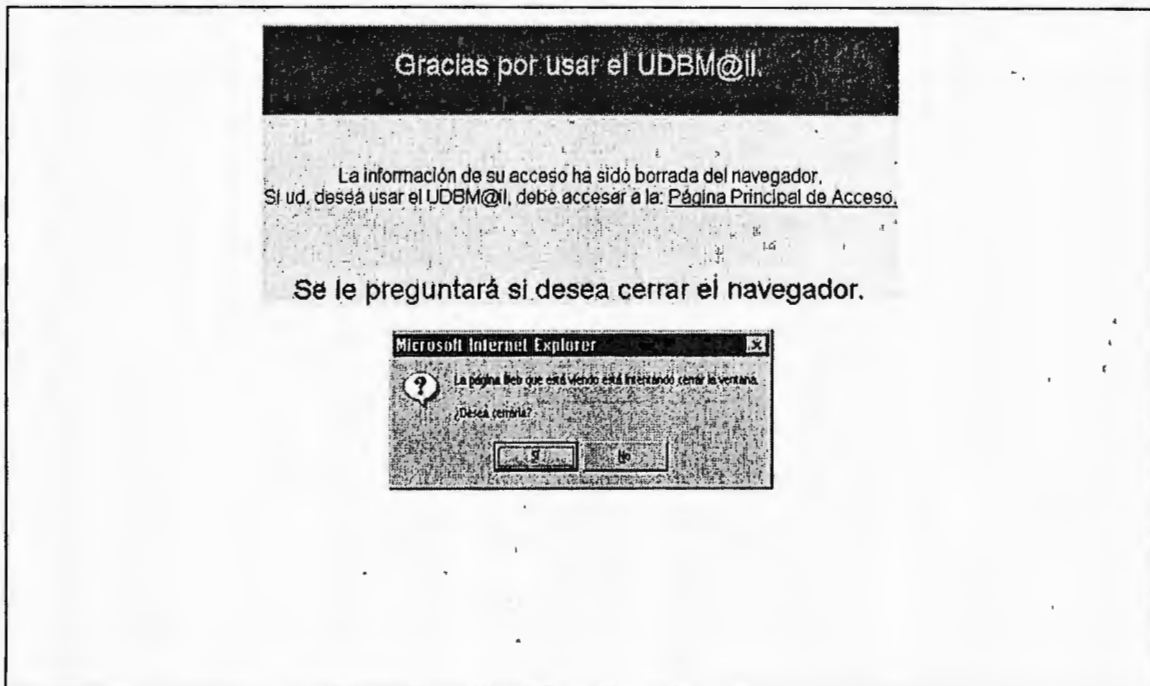 Gracias por usar el UDBM@il.
La información de su acceso ha sido borrada del navegador.
Si ud. desea usar el UDBM@il, debe accesar a la: Página Principal de Acceso.
Se le preguntará si desea cerrar el navegador.
Microsoft Internet Explorer
La página Web que está viendo está intentando cerrar la ventana.
¿Desea cerrarla?
Sí No